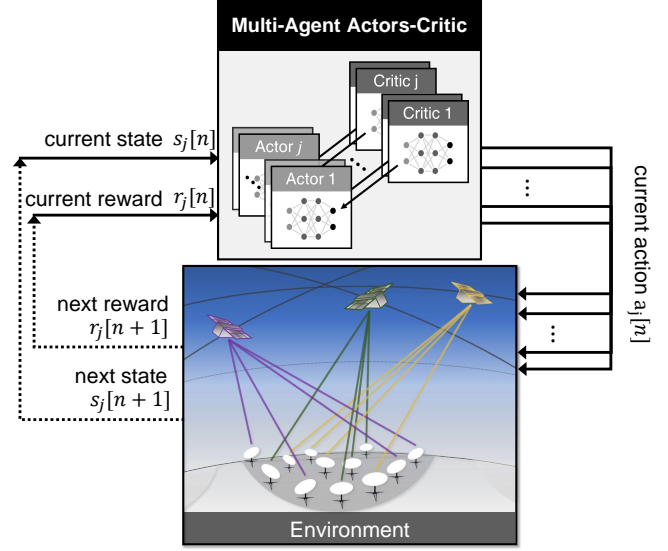 Multi-Agent Actors-Critic
Critic j
Critic 1
Actor j
Actor 1
current state s_j[n]
current reward r_j[n]
next reward
r_j[n + 1]
next state
s_j[n + 1]
current action a_j[n]
Environment